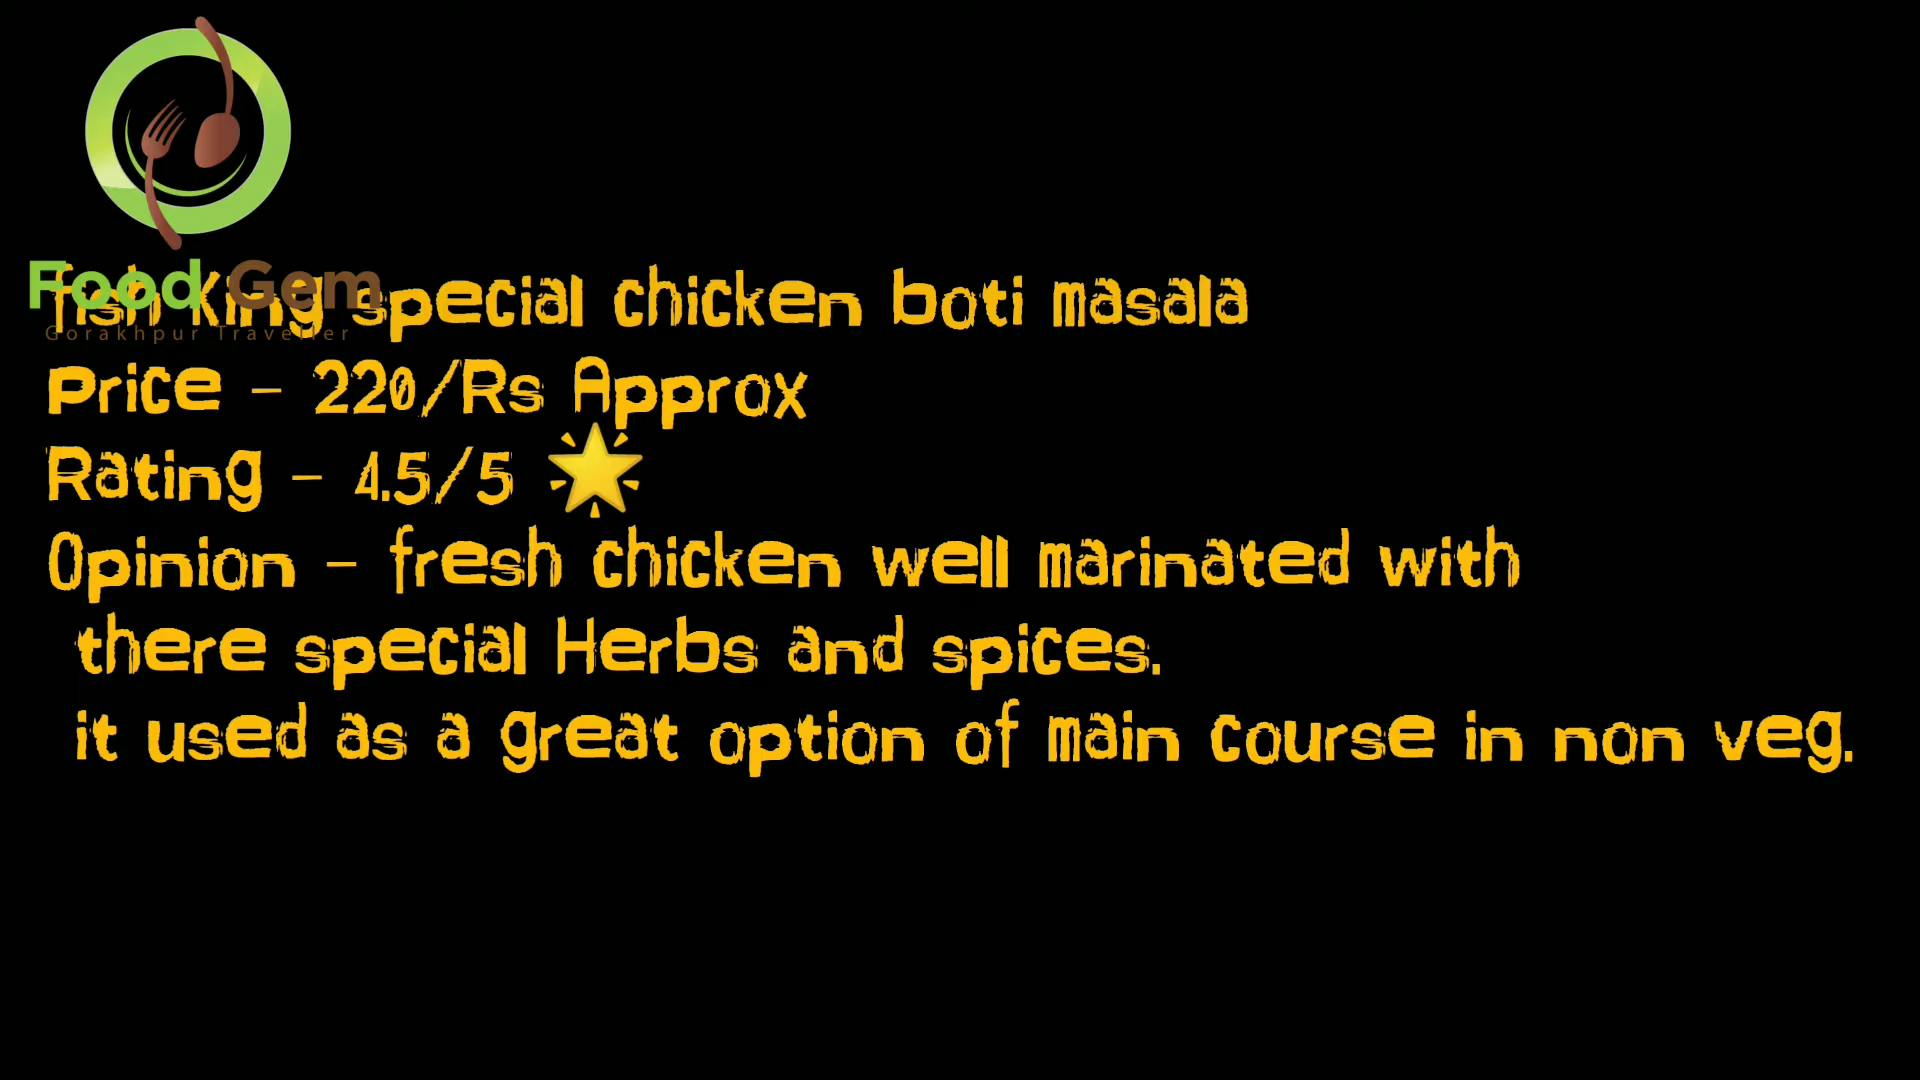 Food Gem
Gorakhpur Traveller
fish King special chicken boti masala
Price - 220/Rs Approx
Rating - 4.5/5
Opinion - fresh chicken well marinated with
there special Herbs and spices.
it used as a great option of main course in non veg.